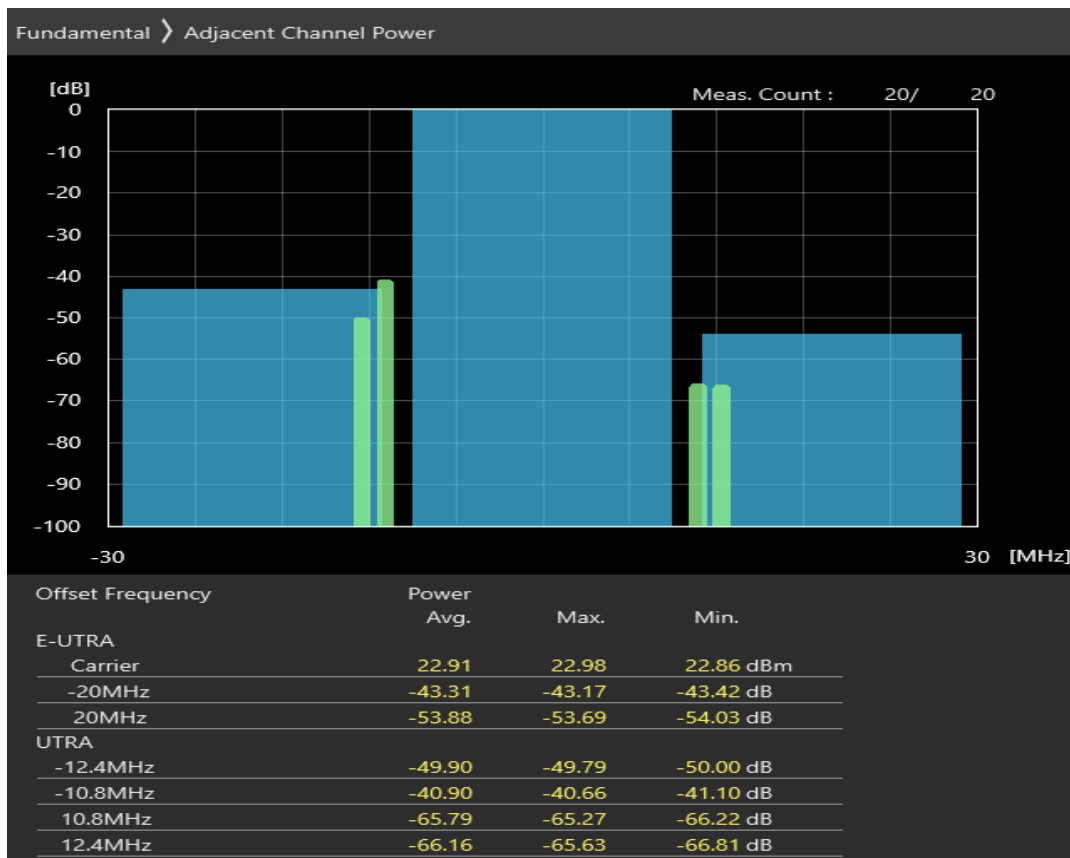 Fundamental 》 Adjacent Channel Power
[dB]
Meas. Count : 20/ 20
0
-10
-20
-30
-40
-50
-60
-70
-80
-90
-100
-30 30 [MHz]
Offset Frequency Power
Avg. Max. Min.
E-UTRA
Carrier 22.91 22.98 22.86 dBm
-20MHz -43.31 -43.17 -43.42 dB
20MHz -53.88 -53.69 -54.03 dB
UTRA
-12.4MHz -49.90 -49.79 -50.00 dB
-10.8MHz -40.90 -40.66 -41.10 dB
10.8MHz -65.79 -65.27 -66.22 dB
12.4MHz -66.16 -65.63 -66.81 dB